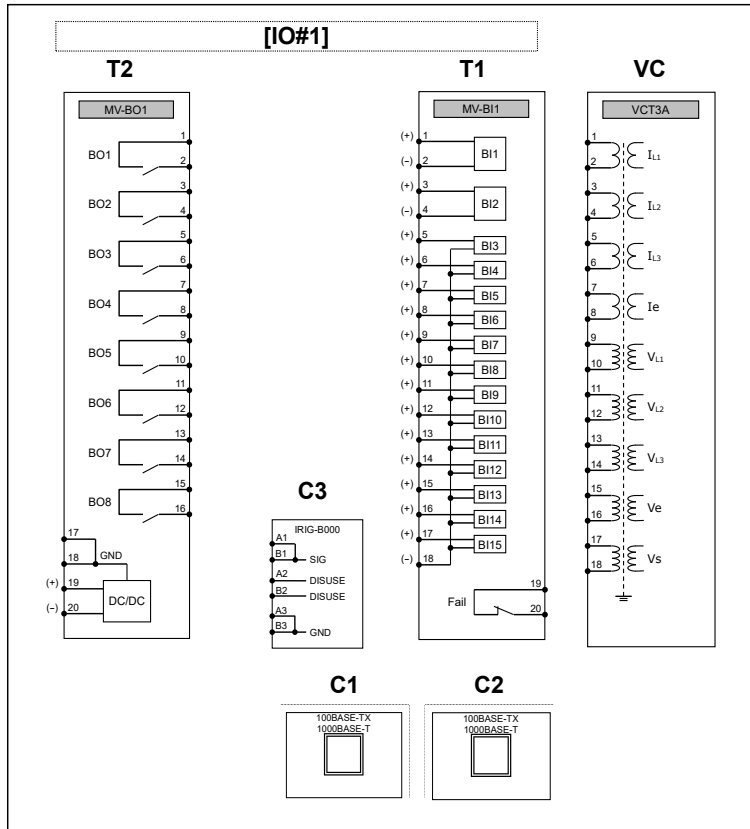 [IO#1]
T2
MV-BO1
BO1
1
2
BO2
3
4
BO3
5
6
BO4
7
8
BO5
9
10
BO6
11
12
BO7
13
14
BO8
15
16
17
18 GND
(+) 19
(−) 20
DC/DC
C3
IRIG-B000
A1
B1 SIG
A2 DISUSE
B2 DISUSE
A3
B3 GND
T1
MV-BI1
(+) 1
BI1
(−) 2
(+) 3
BI2
(−) 4
(+) 5 BI3
(+) 6 BI4
(+) 7 BI5
(+) 8 BI6
(+) 9 BI7
(+) 10 BI8
(+) 11 BI9
(+) 12 BI10
(+) 13 BI11
(+) 14 BI12
(+) 15 BI13
(+) 16 BI14
(+) 17 BI15
(−) 18
Fail
19
20
VC
VCT3A
1
2
IL1
3
4
IL2
5
6
IL3
7
8
Ie
9
10
VL1
11
12
VL2
13
14
VL3
15
16
Ve
17
18
Vs
C1
100BASE-TX
1000BASE-T
C2
100BASE-TX
1000BASE-T